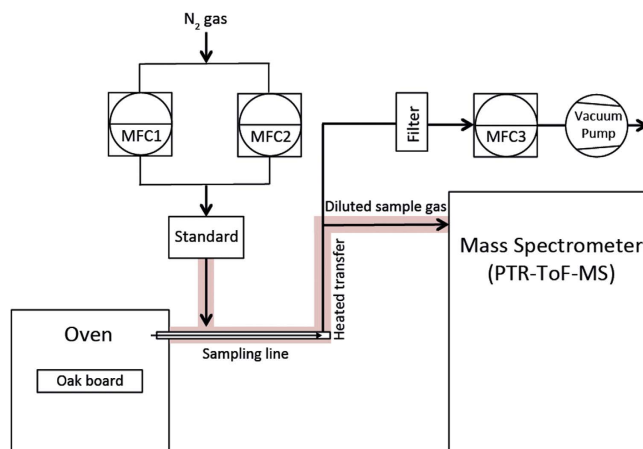 N₂ gas
MFC1
MFC2
Standard
Filter
MFC3
Vacuum
Pump
Diluted sample gas
Mass Spectrometer
(PTR-ToF-MS)
Heated transfer
Oven
Sampling line
Oak board